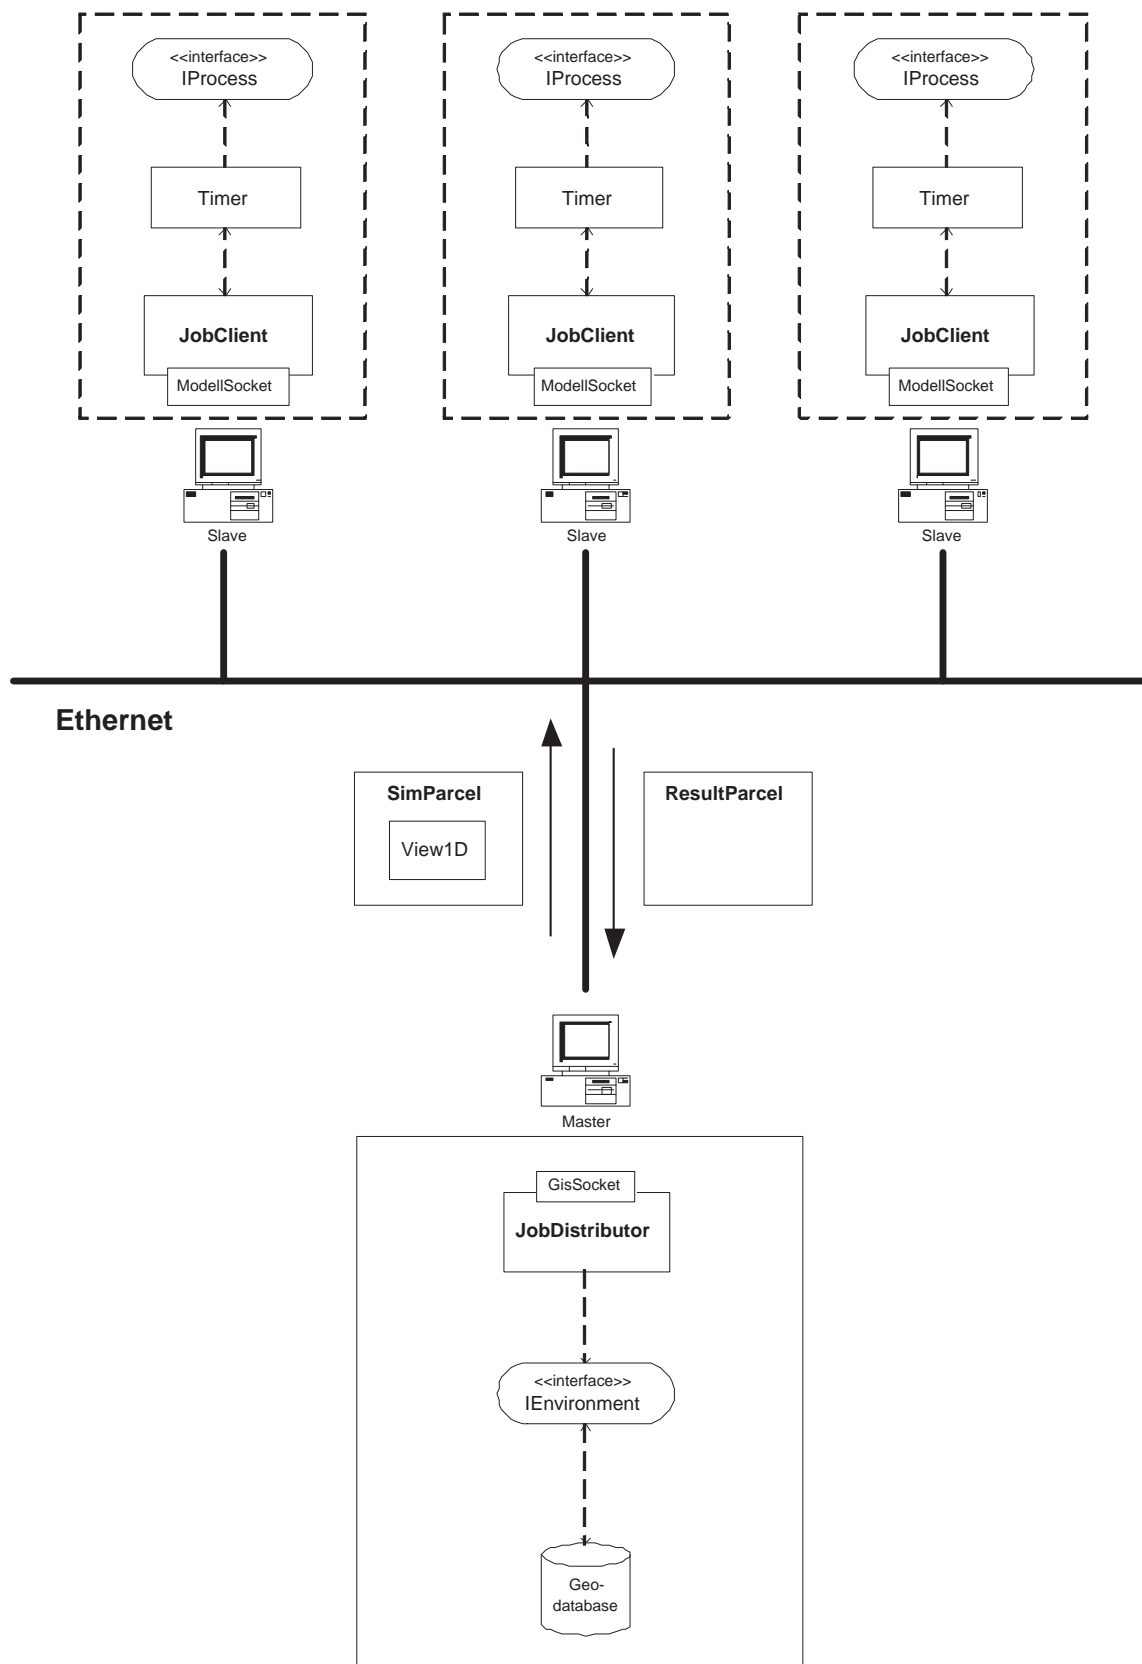 <<interface>>
IProcess
Timer
JobClient
ModellSocket
Slave
<<interface>>
IProcess
Timer
JobClient
ModellSocket
Slave
<<interface>>
IProcess
Timer
JobClient
ModellSocket
Slave
Ethernet
SimParcel
View1D
ResultParcel
Master
GisSocket
JobDistributor
<<interface>>
IEnvironment
Geo-
database